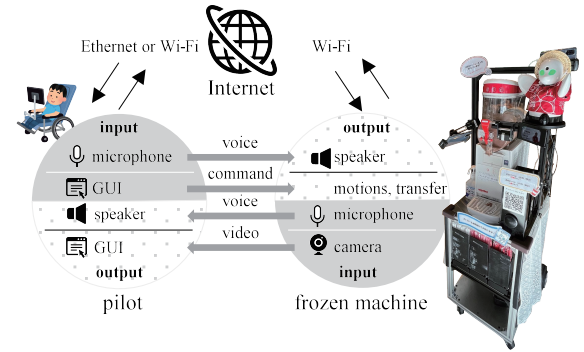 Ethernet or Wi-Fi
Wi-Fi
Internet
input
microphone
GUI
speaker
GUI
output
pilot
voice
command
voice
video
output
speaker
motions, transfer
microphone
camera
input
frozen machine